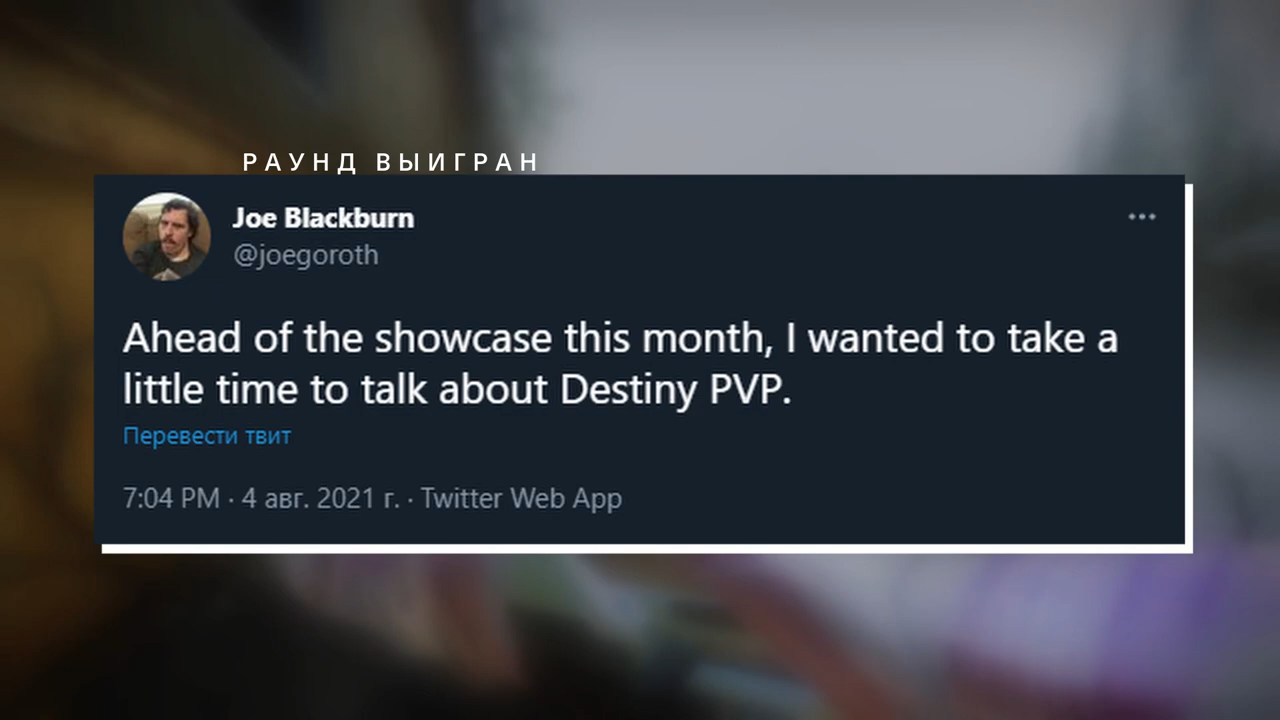 РАУНД ВЫИГРАН
Joe Blackburn
@joegoroth
Ahead of the showcase this month, I wanted to take a
little time to talk about Destiny PVP.
Перевести твит
7:04 PM · 4 авг. 2021 г. · Twitter Web App